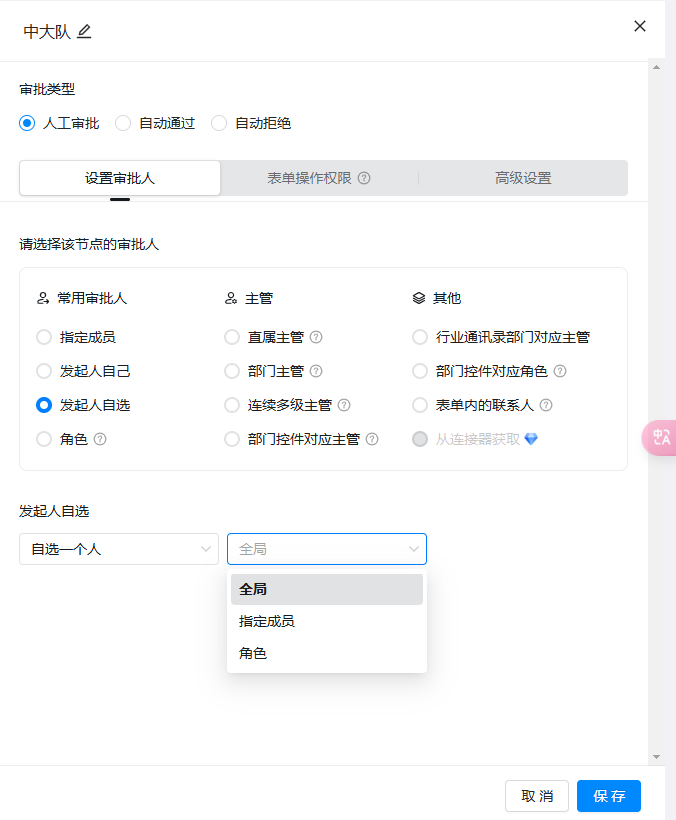 中大队
审批类型
人工审批 自动通过 自动拒绝
设置审批人 表单操作权限 高级设置
请选择该节点的审批人
常用审批人 主管 其他
指定成员 直属主管 行业通讯录部门对应主管
发起人自己 部门主管 部门控件对应角色
发起人自选 连续多级主管 表单内的联系人
角色 部门控件对应主管 从连接器获取
发起人自选
自选一个人 全局
全局
指定成员
角色
取消 保存